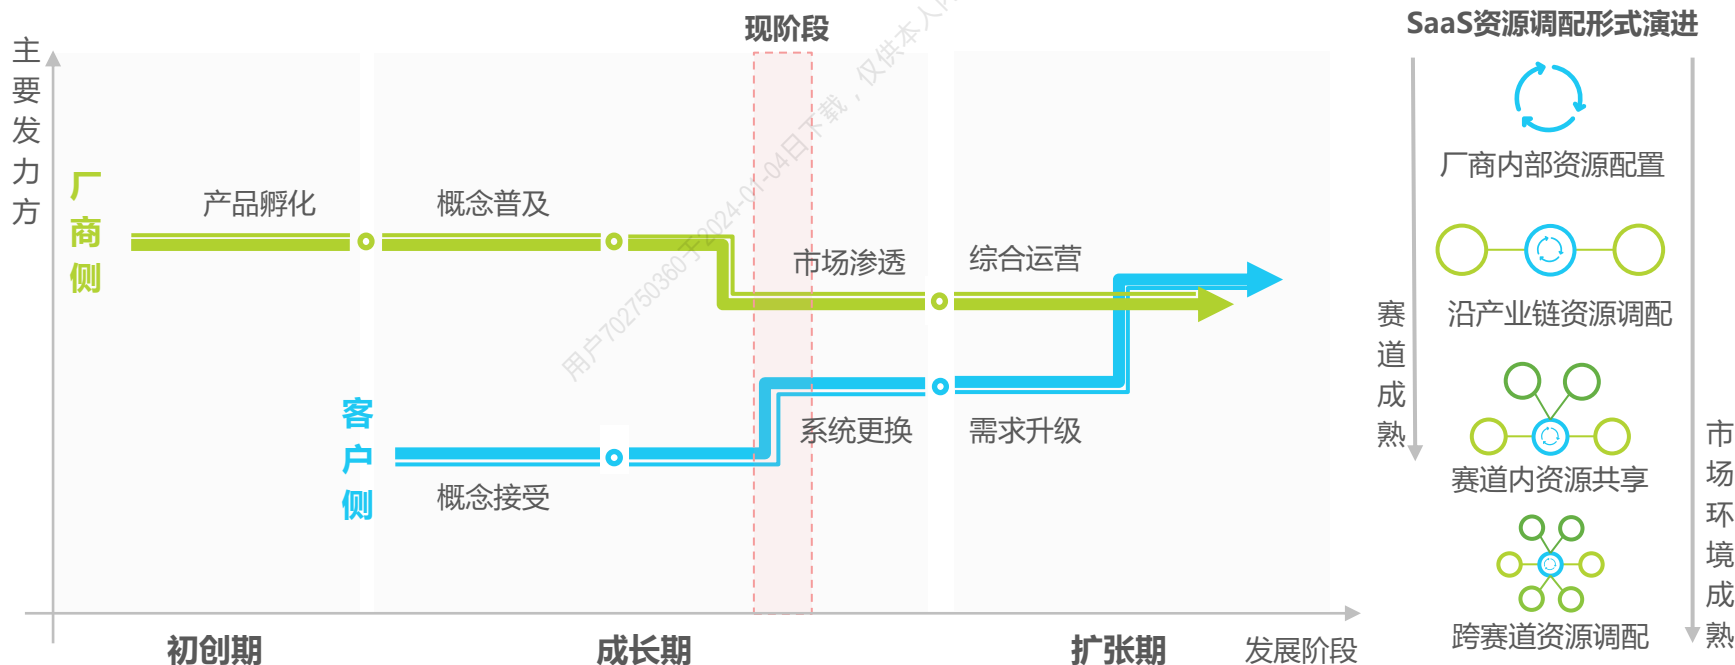 现阶段
SaaS资源调配形式演进
主要发力方
厂商侧
产品孵化
概念普及
市场渗透
综合运营
客户侧
概念接受
系统更换
需求升级
初创期
成长期
扩张期
发展阶段
厂商内部资源配置
沿产业链资源调配
赛道内资源共享
跨赛道资源调配
赛道成熟
市场环境成熟
用户702750360于2024-01-04日下载，仅供本人内